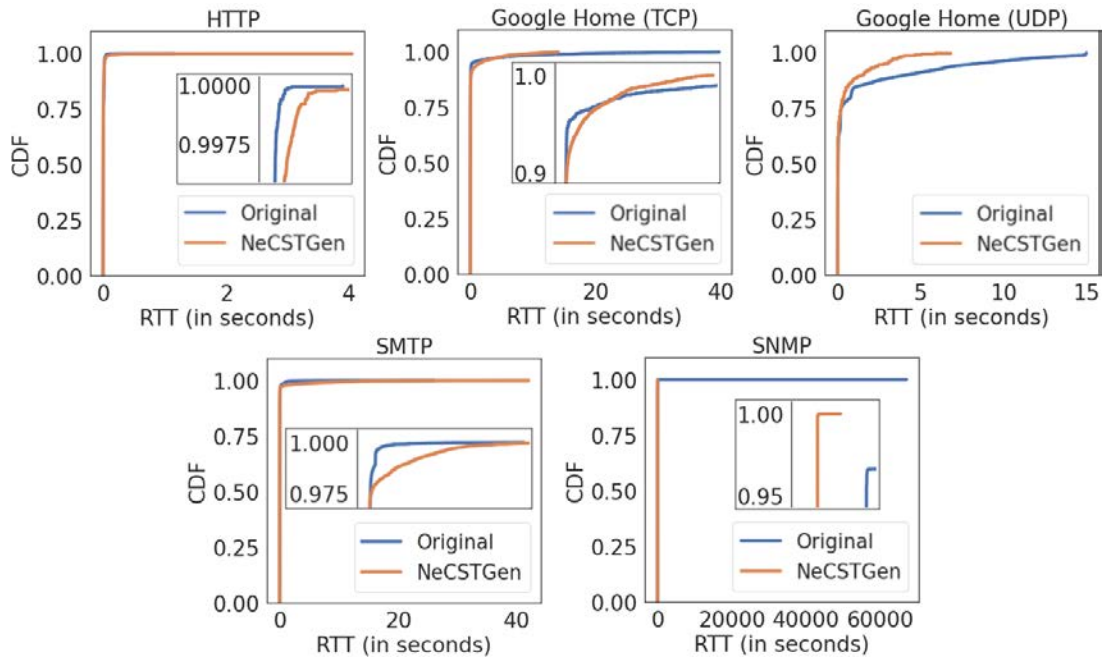 HTTP
1.00
0.75
0.50
0.25
0.00
CDF
1.0000
0.9975
Original
NeCSTGen
0 2 4
RTT (in seconds)
Google Home (TCP)
1.00
0.75
0.50
0.25
0.00
CDF
1.0
0.9
Original
NeCSTGen
0 20 40
RTT (in seconds)
Google Home (UDP)
1.00
0.75
0.50
0.25
0.00
CDF
Original
NeCSTGen
0 5 10 15
RTT (in seconds)
SMTP
1.00
0.75
0.50
0.25
0.00
CDF
1.000
0.975
Original
NeCSTGen
0 20 40
RTT (in seconds)
SNMP
1.00
0.75
0.50
0.25
0.00
CDF
1.00
0.95
Original
NeCSTGen
0 20000 40000 60000
RTT (in seconds)